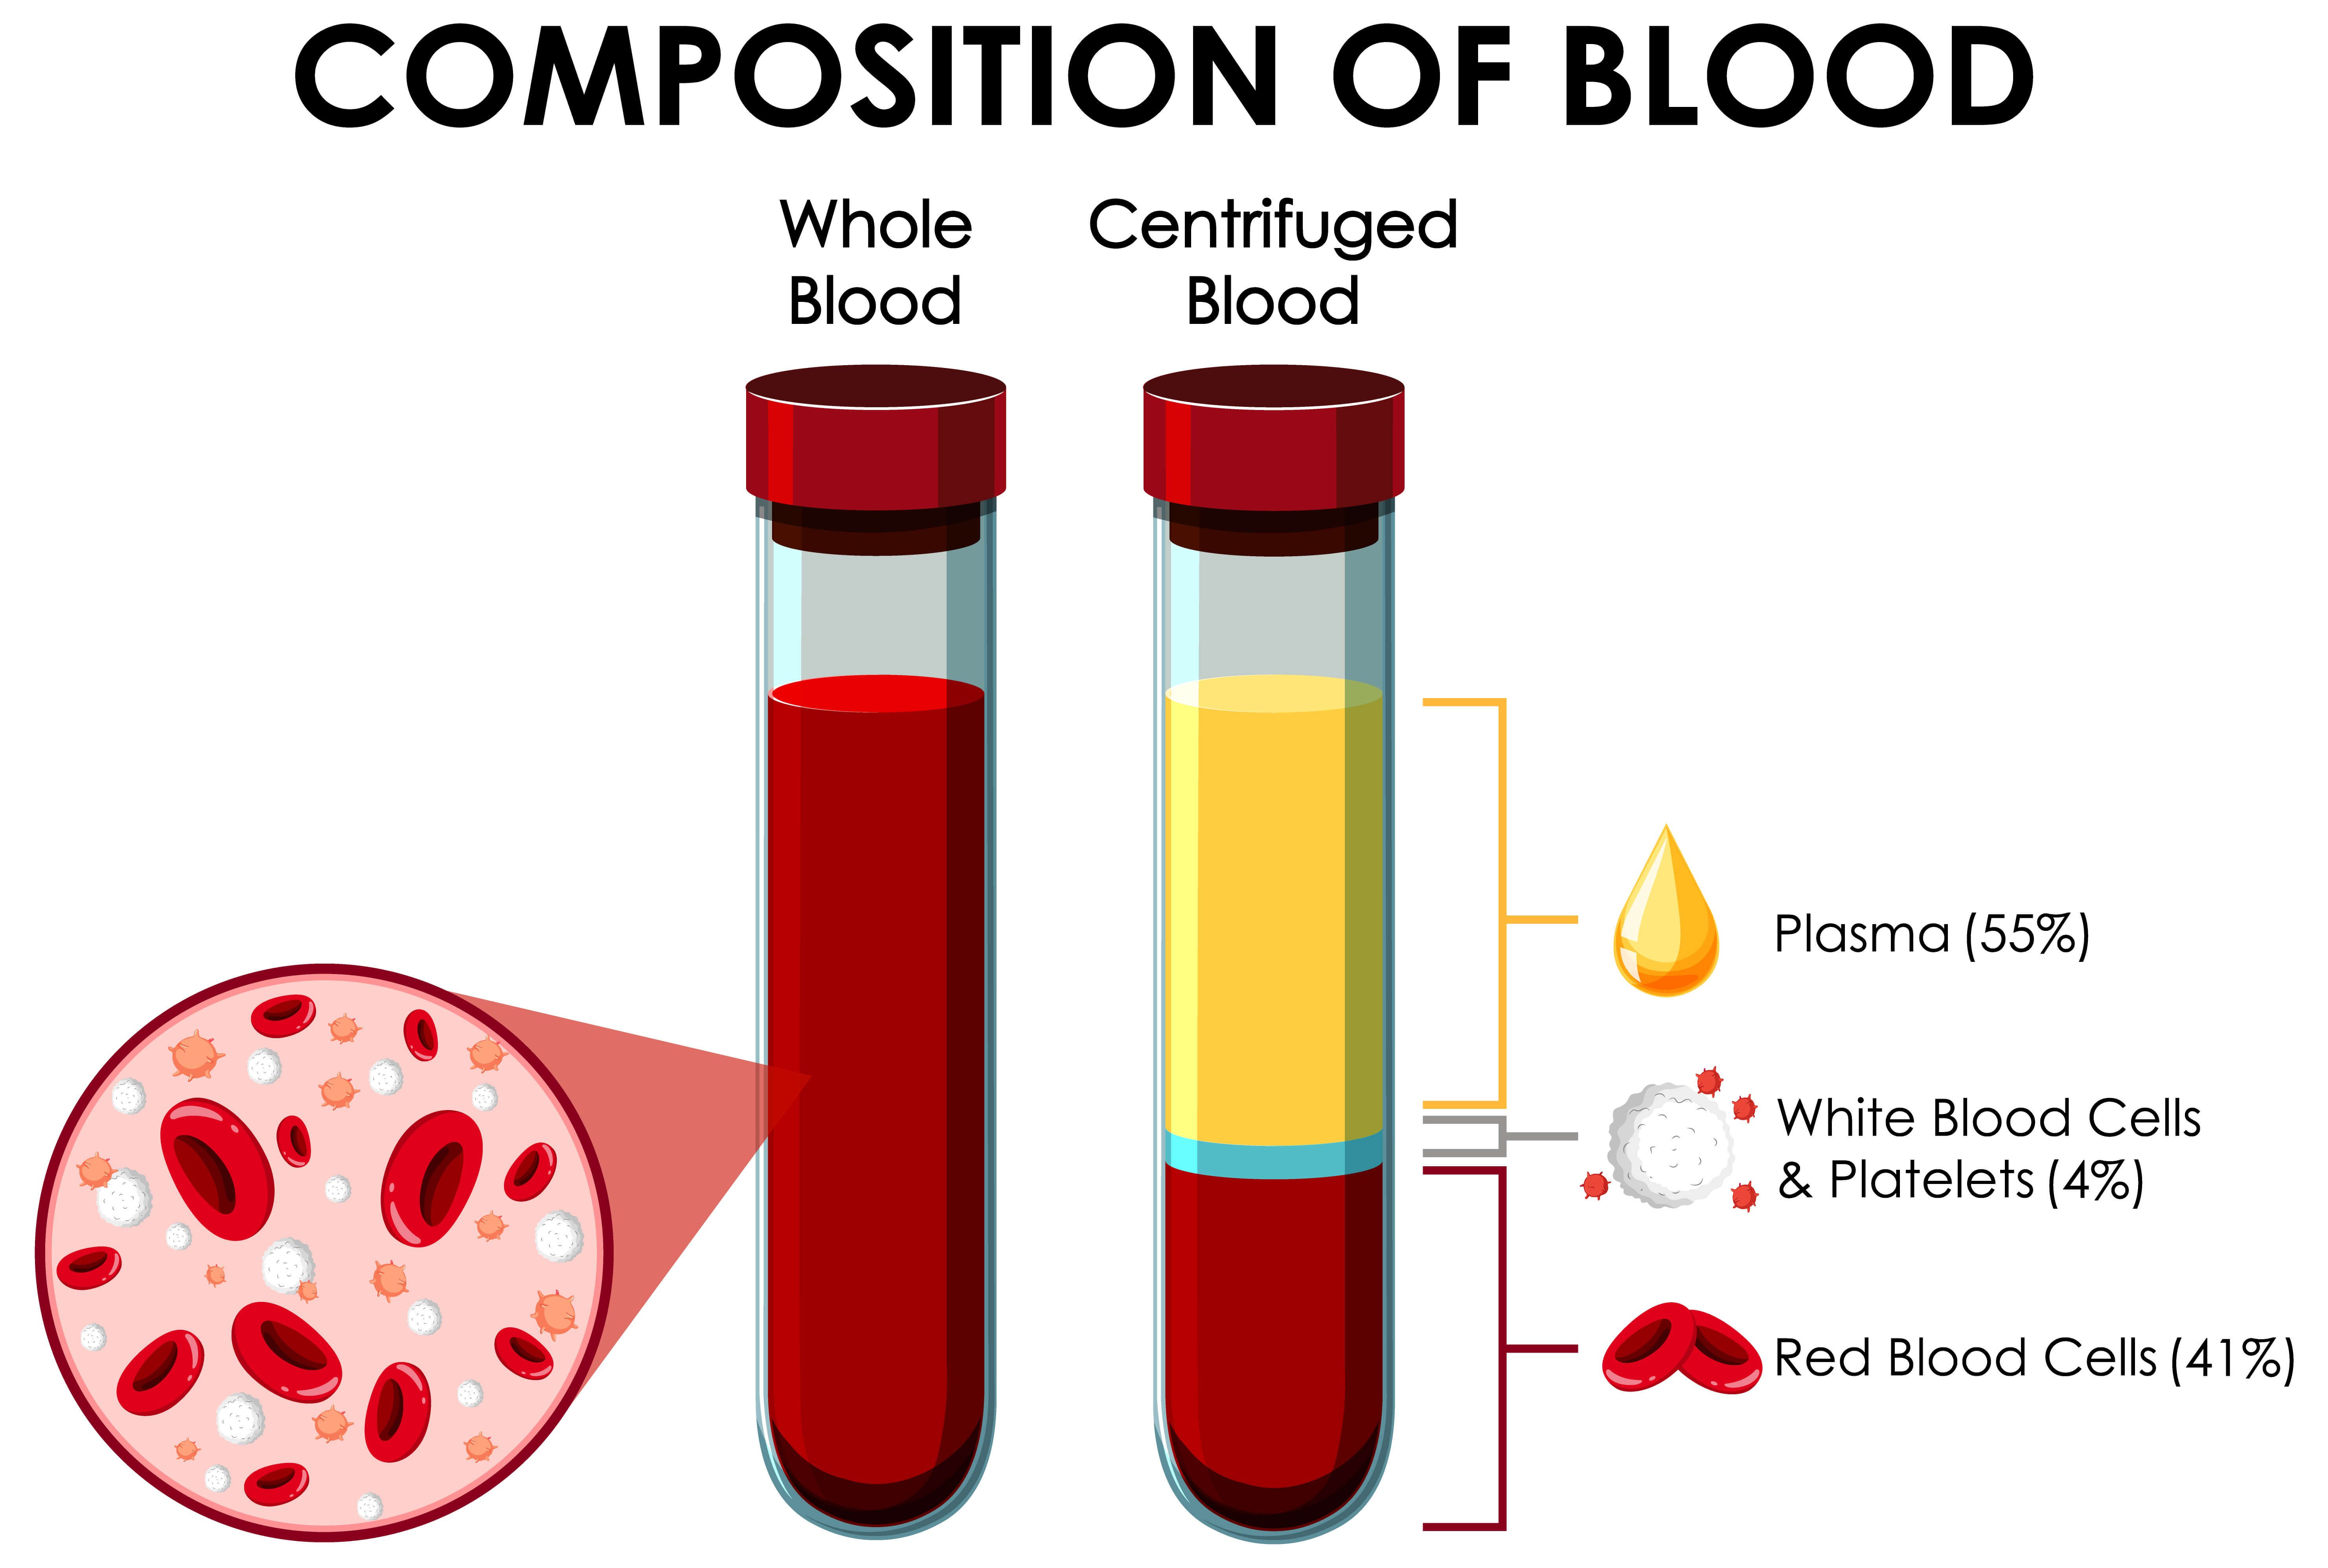 COMPOSITION OF BLOOD
Whole
Blood
Centrifuged
Blood
Plasma (55%)
White Blood Cells
& Platelets (4%)
Red Blood Cells (41%)